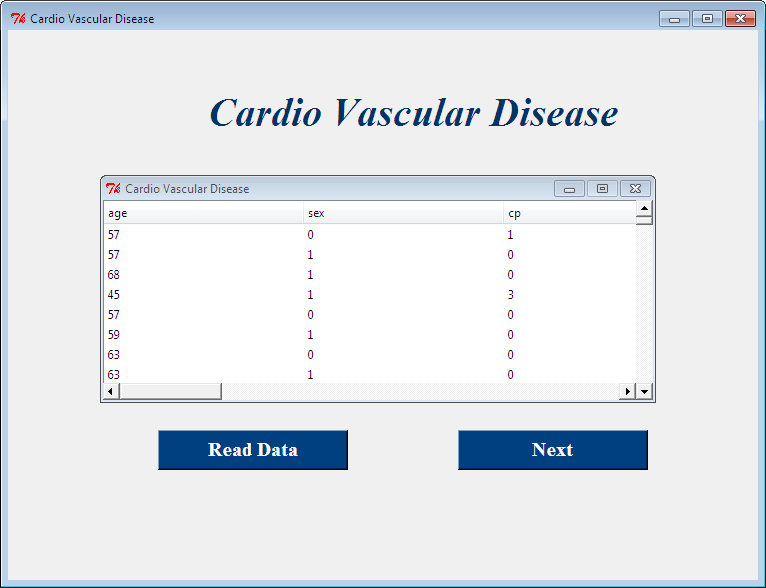 Cardio Vascular Disease
Cardio Vascular Disease
Cardio Vascular Disease
age sex cp
57 0 1
57 1 0
68 1 0
45 1 3
57 0 0
59 1 0
63 0 0
63 1 0
Read Data Next